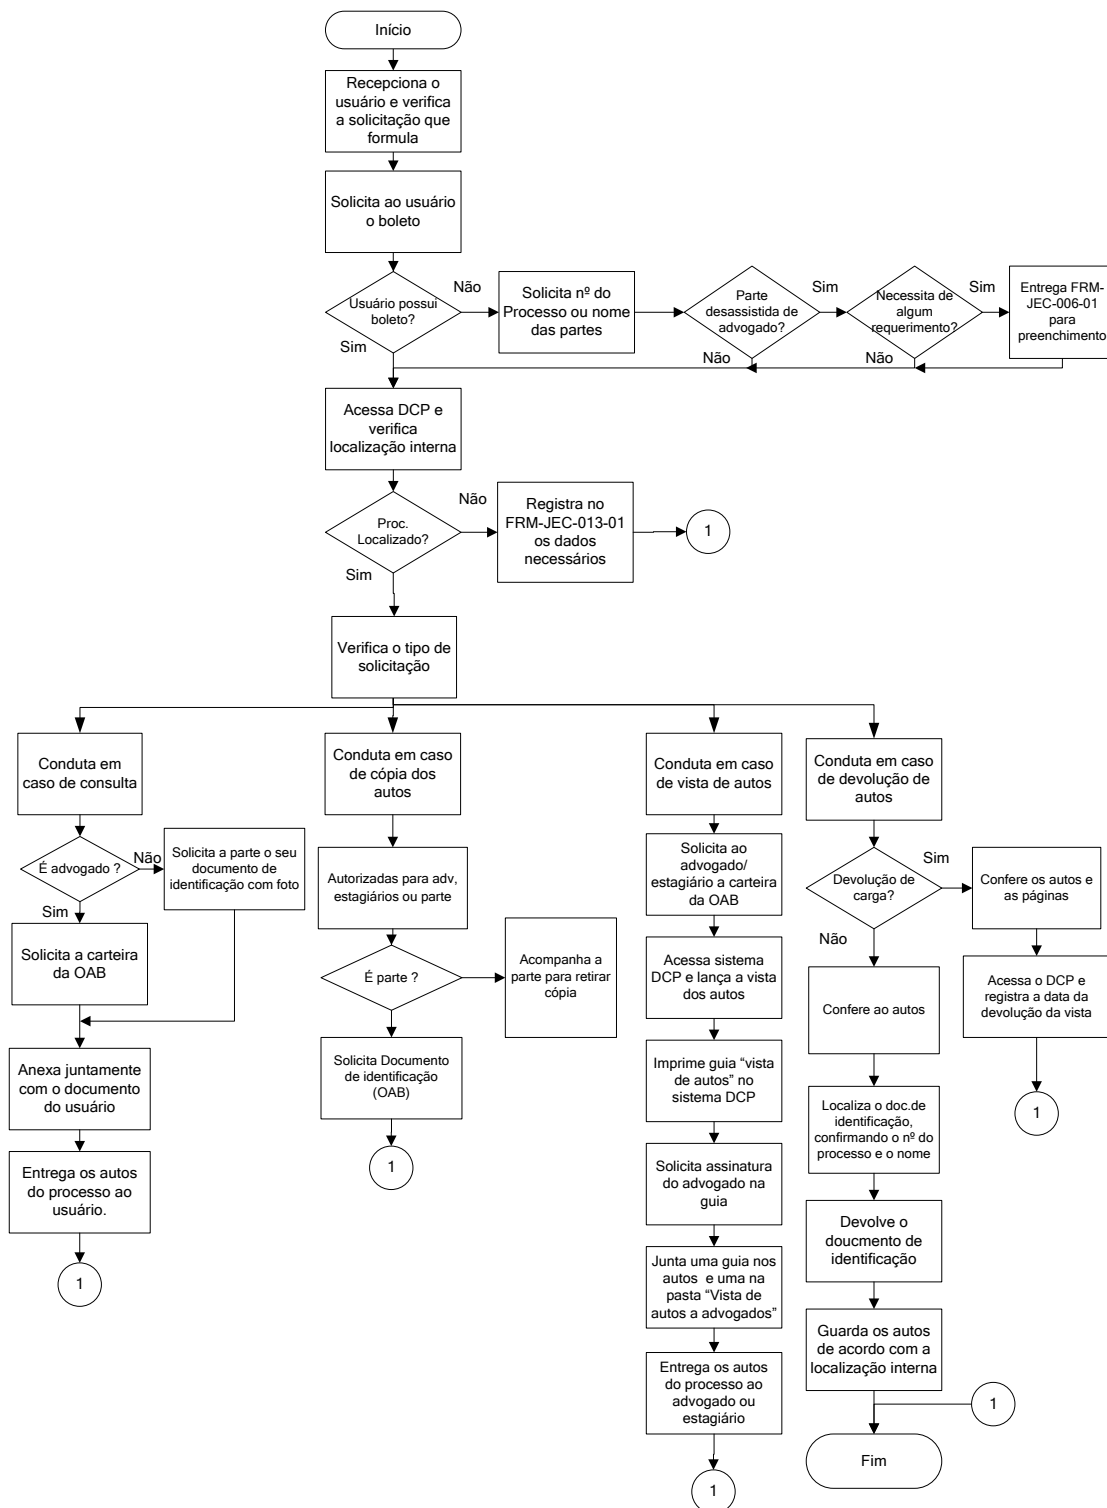 Início
Recepciona o
usuário e verifica
a solicitação que
formula
Solicita ao usuário
o boleto
Usuário possui
boleto?
Não
Sim
Solicita nº do
Processo ou nome
das partes
Parte
desassistida de
advogado?
Sim
Não
Necessita de
algum
requerimento?
Sim
Não
Entrega FRM-
JEC-006-01
para
preenchimento
Acessa DCP e
verifica
localização interna
Proc.
Localizado?
Não
Sim
Registra no
FRM-JEC-013-01
os dados
necessários
1
Verifica o tipo de
solicitação
Conduta em
caso de consulta
É advogado ?
Não
Sim
Solicita a parte o seu
documento de
identificação com foto
Solicita a carteira
da OAB
Anexa juntamente
com o documento
do usuário
Entrega os autos
do processo ao
usuário.
1
Conduta em caso
de cópia dos
autos
Autorizadas para adv,
estagiários ou parte
É parte ?
Acompanha a
parte para retirar
cópia
Solicita Documento
de identificação
(OAB)
1
Conduta em caso
de vista de autos
Solicita ao
advogado/
estagiário a carteira
da OAB
Acessa sistema
DCP e lança a vista
dos autos
Imprime guia “vista
de autos” no
sistema DCP
Solicita assinatura
do advogado na
guia
Junta uma guia nos
autos e uma na
pasta “Vista de
autos a advogados”
Entrega os autos
do processo ao
advogado ou
estagiário
1
Conduta em caso
de devolução de
autos
Devolução de
carga?
Sim
Não
Confere os autos e
as páginas
Acessa o DCP e
registra a data da
devolução da vista
1
Confere ao autos
Localiza o doc.de
identificação,
confirmando o nº do
processo e o nome
Devolve o
doucmento de
identificação
Guarda os autos
de acordo com a
localização interna
1
Fim